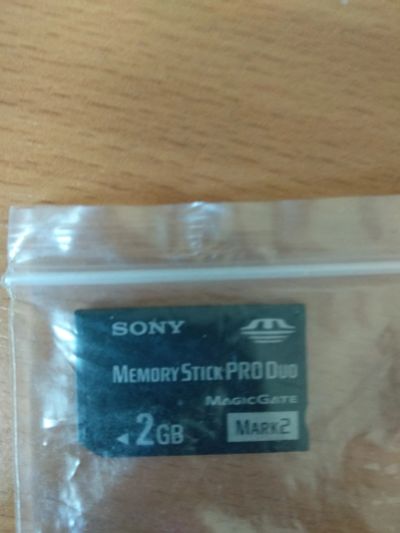 SONY
MEMORY STICK PRO DUO
MAGICGATE
2GB
MARK2